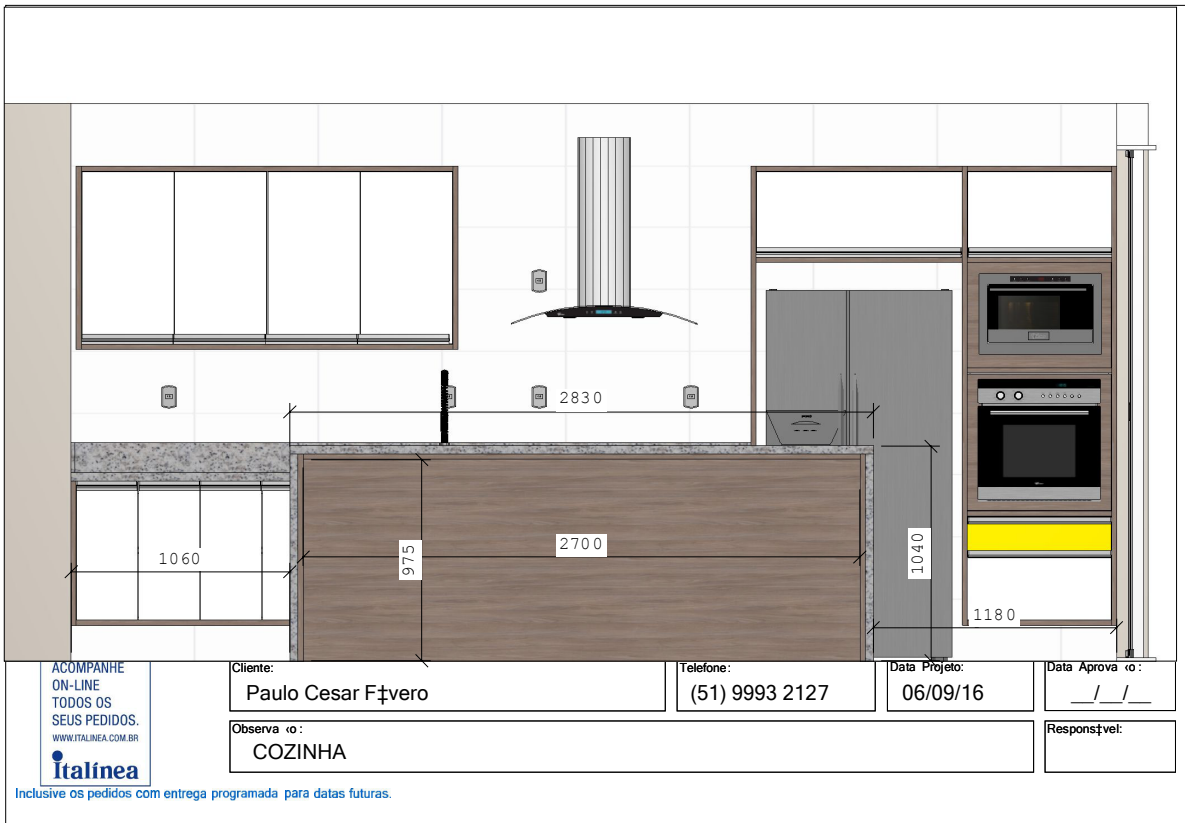 2830
2700
975
1060
1040
1180
ACOMPANHE
ON-LINE
TODOS OS
SEUS PEDIDOS.
WWW.ITALINEA.COM.BR
italínea
Cliente:
Paulo Cesar F‡vero
Telefone:
(51) 9993 2127
Data Projeto:
06/09/16
Data Aprova «o :
__/__/__
Observa «o :
COZINHA
Respons‡vel:
Inclusive os pedidos com entrega programada para datas futuras.